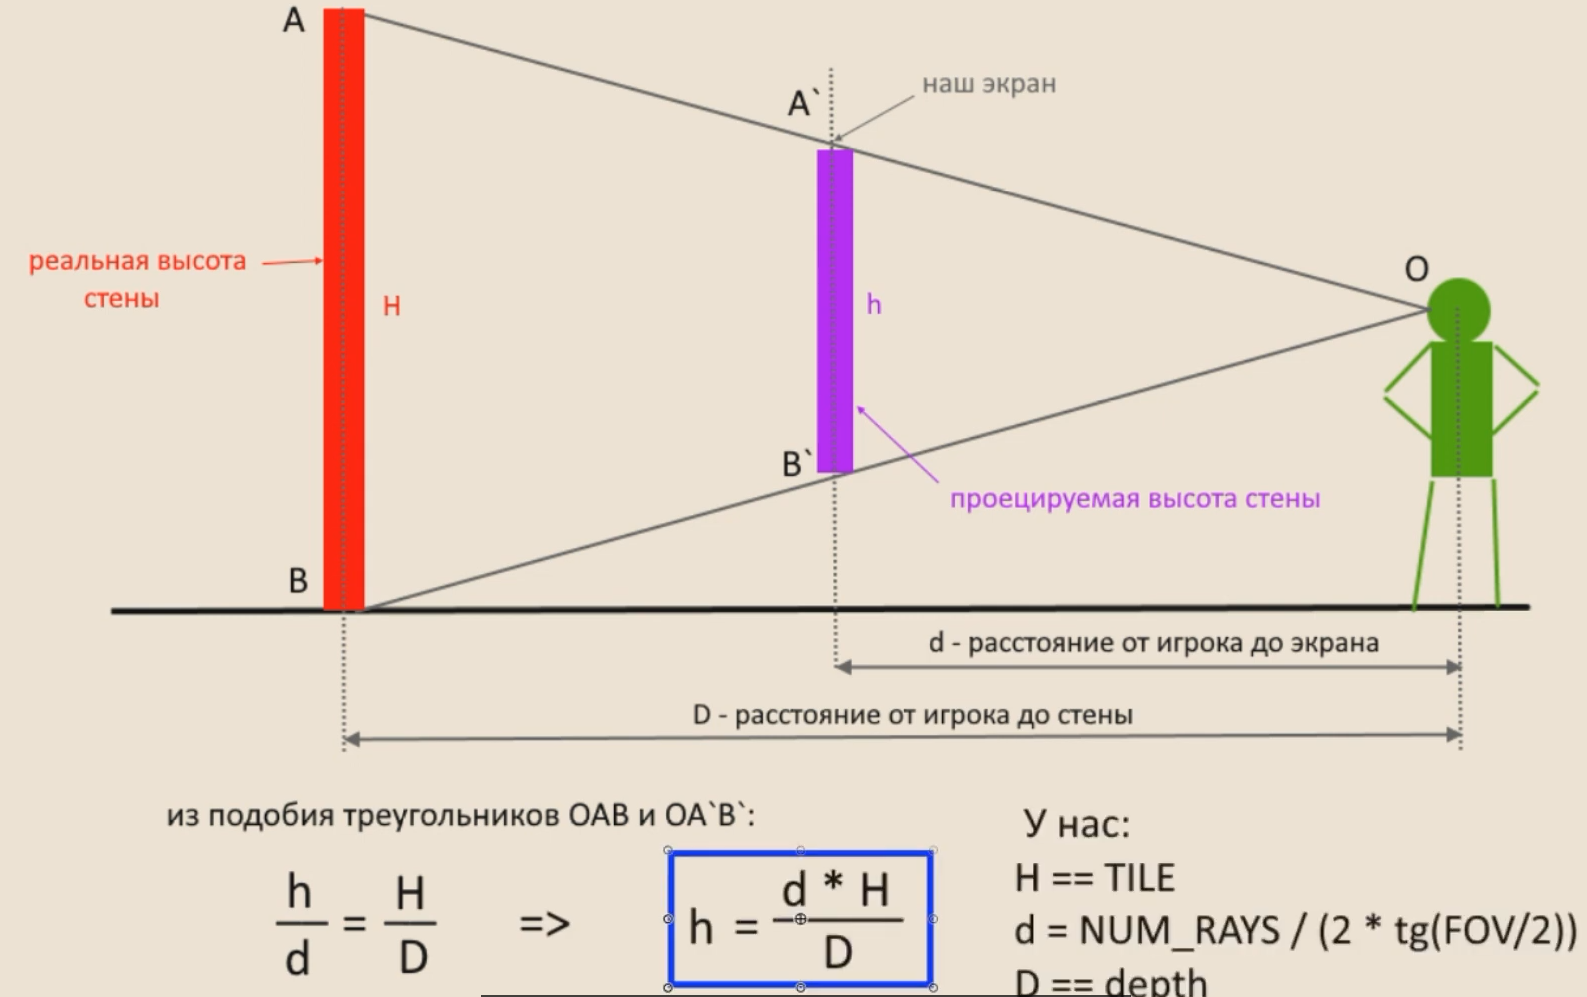 A
наш экран
A`
O
реальная высота
стены
H
h
B`
проецируемая высота стены
B
d - расстояние от игрока до экрана
D - расстояние от игрока до стены
из подобия треугольников OAB и OA`B`:
h / d = H / D => h = d * H / D
У нас:
H == TILE
d = NUM_RAYS / (2 * tg(FOV/2))
D == depth